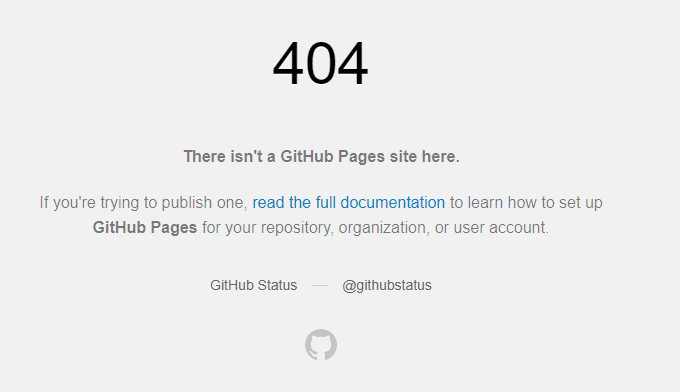 404
There isn't a GitHub Pages site here.
If you're trying to publish one, read the full documentation to learn how to set up
GitHub Pages for your repository, organization, or user account.
GitHub Status — @githubstatus